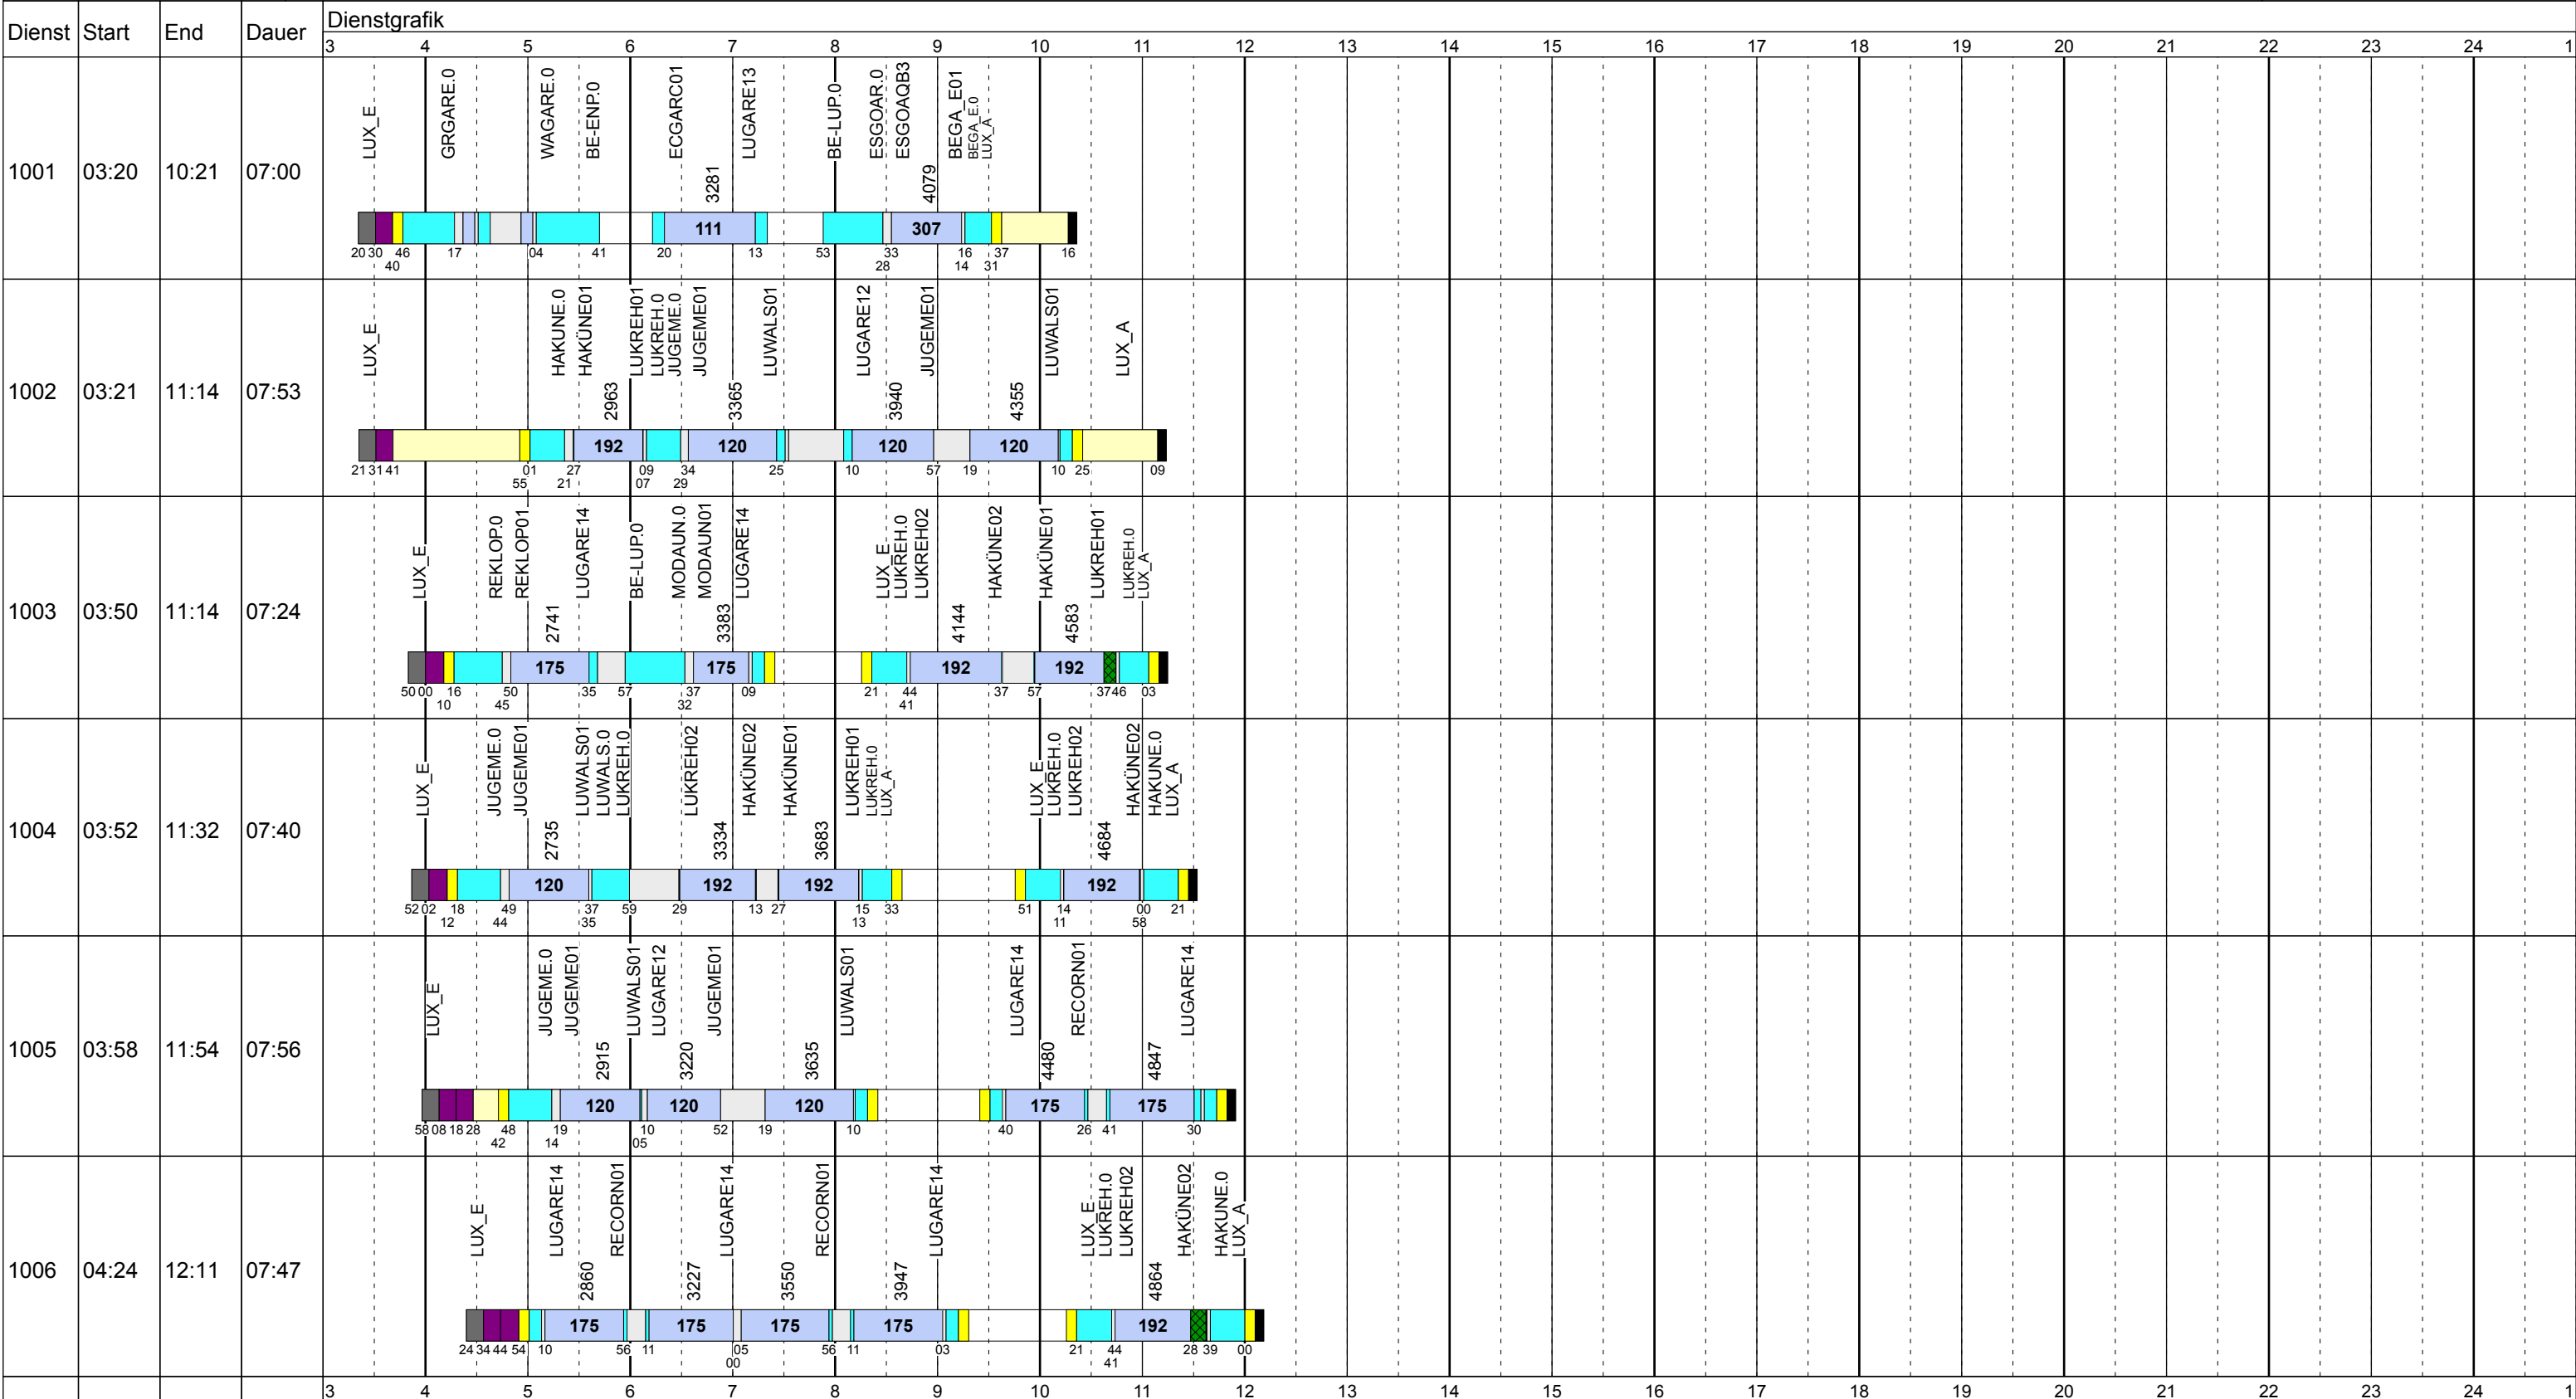 Dienst Start End Dauer Dienstgrafik
3 4 5 6 7 8 9 10 11 12 13 14 15 16 17 18 19 20 21 22 23 24 1
LUX_E GRGARE.0 WAGARE.0 BE-ENP.0 ECGARC01 LUGARE13 BE-LUP.0 ESGOAR.0 ESGOAQB3 BEGA_E01 BEGA_E.0 LUX_A
3281 4079
1001 03:20 10:21 07:00
111 307
20 30 46 17 04 41 20 13 53 33 16 37 16
40 28 14 31
LUX_E HAKUNE.0 HAKÜNE01 LUKREH01 LUKREH.0 JUGEME.0 JUGEME01 LUWALS01 LUGARE12 JUGEME01 LUWALS01 LUX_A
2963 3365 3940 4355
1002 03:21 11:14 07:53
192 120 120 120
21 31 41 01 27 09 34 25 10 57 19 10 25 09
55 21 07 29
LUX_E REKLOP.0 REKLOP01 LUGARE14 BE-LUP.0 MODAUN.0 MODAUN01 LUGARE14 LUX_E LUKREH.0 LUKREH02 HAKÜNE02 HAKÜNE01 LUKREH01 LUKREH.0 LUX_A
2741 3383 4144 4583
1003 03:50 11:14 07:24
175 175 192 192
50 00 16 50 35 57 37 09 21 44 37 57 37 46 03
10 45 32 41
LUX_E JUGEME.0 JUGEME01 LUWALS01 LUWALS.0 LUKREH.0 LUKREH02 HAKÜNE02 HAKÜNE01 LUKREH01 LUKREH.0 LUX_A LUX_E LUKREH.0 LUKREH02 HAKÜNE02 HAKUNE.0 LUX_A
2735 3334 3683 4684
1004 03:52 11:32 07:40
120 192 192 192
52 02 18 49 37 59 29 13 27 15 33 51 14 00 21
12 44 35 13 11 58
LUX_E JUGEME.0 JUGEME01 LUWALS01 LUGARE12 JUGEME01 LUWALS01 LUGARE14 RECORN01 LUGARE14
2915 3220 3635 4480 4847
1005 03:58 11:54 07:56
120 120 120 175 175
58 08 18 28 48 19 10 52 19 10 40 26 41 30
42 14 05
LUX_E LUGARE14 RECORN01 LUGARE14 RECORN01 LUGARE14 LUX_E LUKREH.0 LUKREH02 HAKÜNE02 HAKUNE.0 LUX_A
2860 3227 3550 3947 4864
1006 04:24 12:11 07:47
175 175 175 175 192
24 34 44 54 10 56 11 05 56 11 03 21 44 28 39 00
00 41
3 4 5 6 7 8 9 10 11 12 13 14 15 16 17 18 19 20 21 22 23 24 1